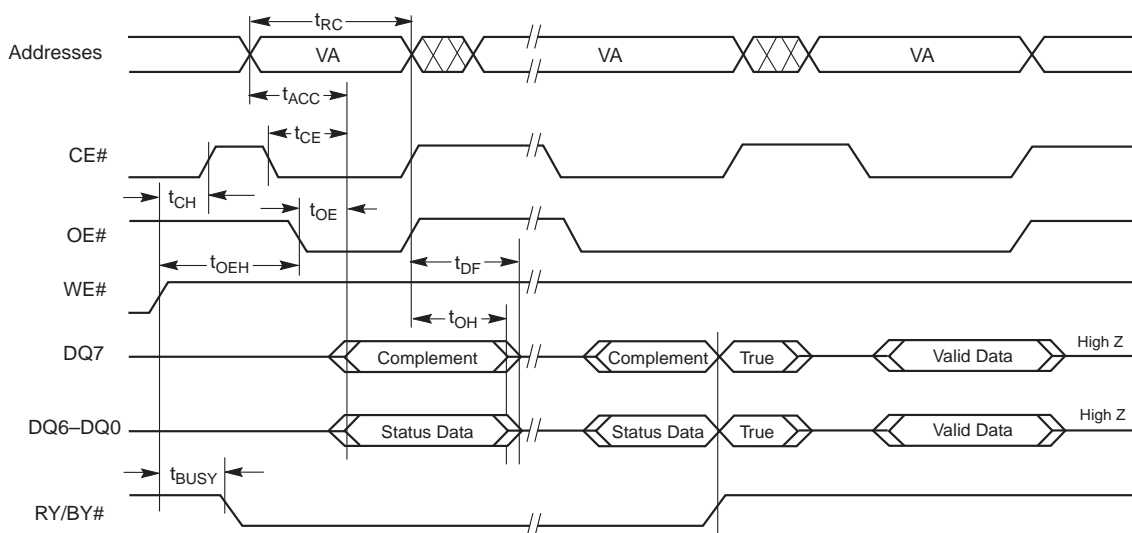 tRC
Addresses VA VA VA
tACC
tCE
CE#
tCH tOE
OE#
tOEH tDF
WE#
tOH
DQ7 Complement Complement True Valid Data High Z
DQ6–DQ0 Status Data Status Data True Valid Data High Z
tBUSY
RY/BY#